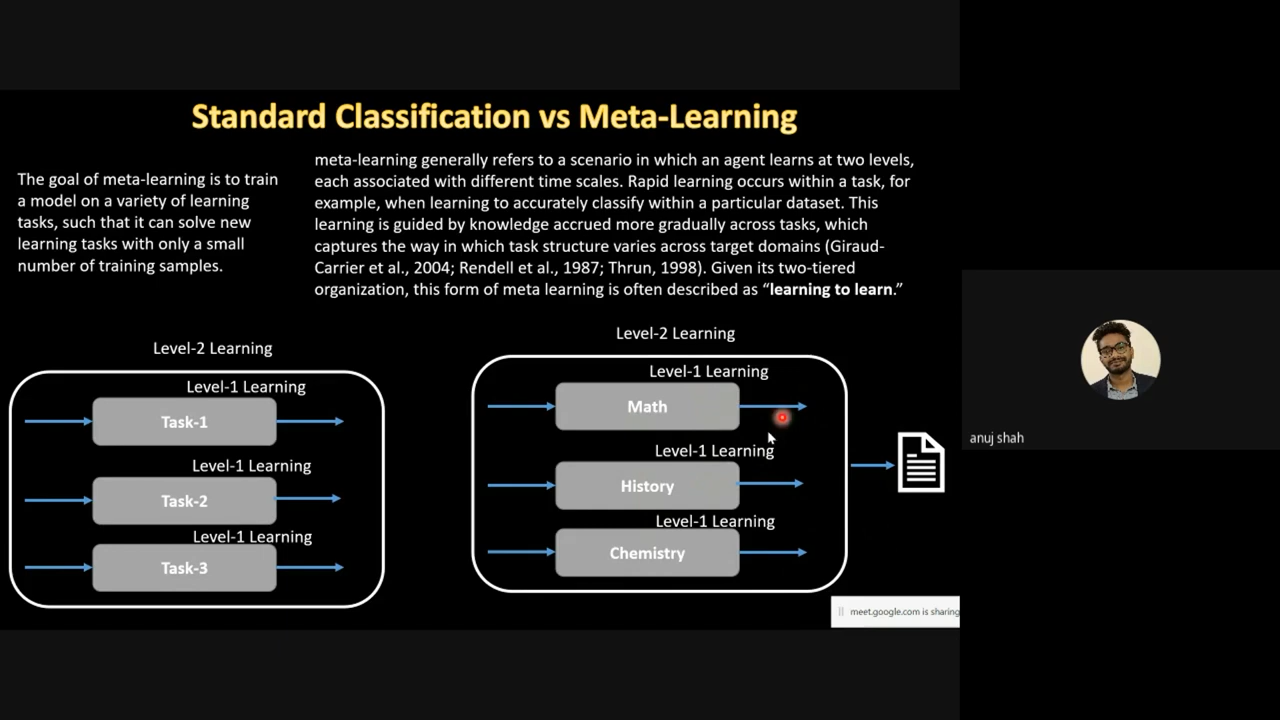 Standard Classification vs Meta-Learning
The goal of meta-learning is to train
a model on a variety of learning
tasks, such that it can solve new
learning tasks with only a small
number of training samples.
meta-learning generally refers to a scenario in which an agent learns at two levels,
each associated with different time scales. Rapid learning occurs within a task, for
example, when learning to accurately classify within a particular dataset. This
learning is guided by knowledge accrued more gradually across tasks, which
captures the way in which task structure varies across target domains (Giraud-
Carrier et al., 2004; Rendell et al., 1987; Thrun, 1998). Given its two-tiered
organization, this form of meta learning is often described as “learning to learn.”
Level-2 Learning
Level-1 Learning
Task-1
Level-1 Learning
Task-2
Level-1 Learning
Task-3
Level-2 Learning
Level-1 Learning
Math
Level-1 Learning
History
Level-1 Learning
Chemistry
anuj shah
meet.google.com is sharing